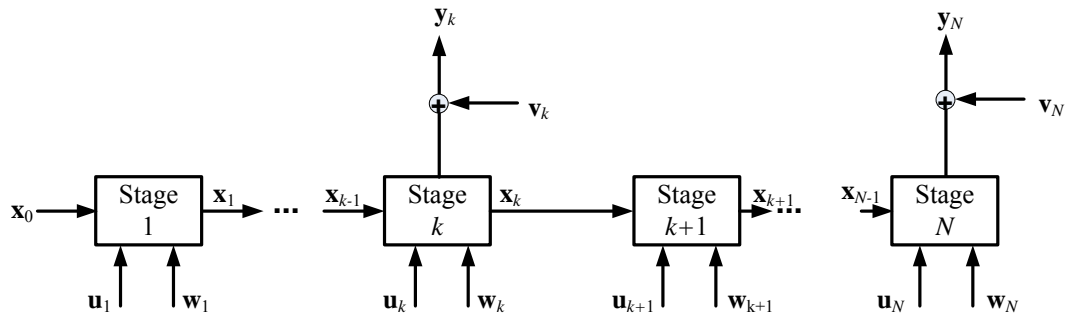 y_k
y_N
+
v_k
+
v_N
x_0
Stage
1
x_1
...
x_{k-1}
Stage
k
x_k
Stage
k+1
x_{k+1}
...
x_{N-1}
Stage
N
u_1
w_1
u_k
w_k
u_{k+1}
w_{k+1}
u_N
w_N